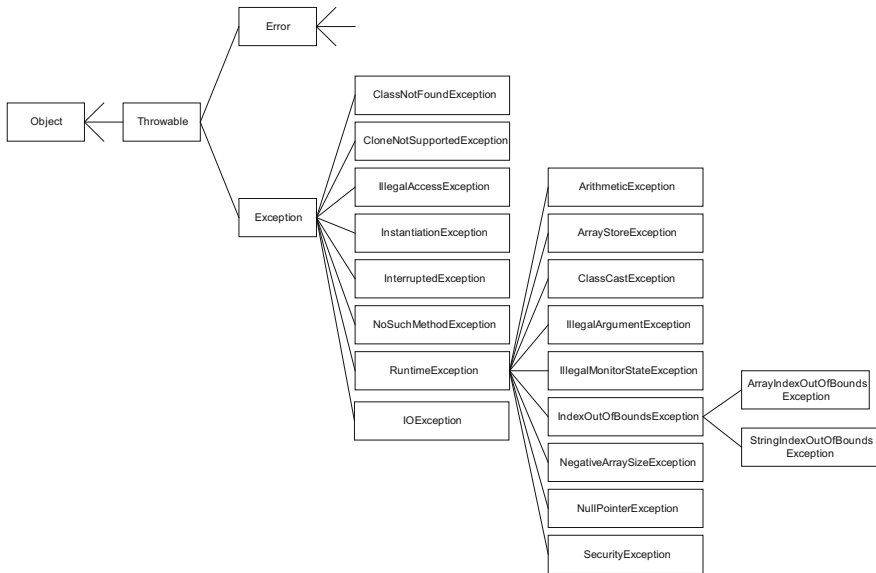 Error
Object
Throwable
Exception
ClassNotFoundException
CloneNotSupportedException
IllegalAccessException
InstantiationException
InterruptedException
NoSuchMethodException
RuntimeException
IOException
ArithmeticException
ArrayStoreException
ClassCastException
IllegalArgumentException
IllegalMonitorStateException
IndexOutOfBoundsException
NegativeArraySizeException
NullPointerException
SecurityException
ArrayIndexOutOfBounds
Exception
StringIndexOutOfBounds
Exception